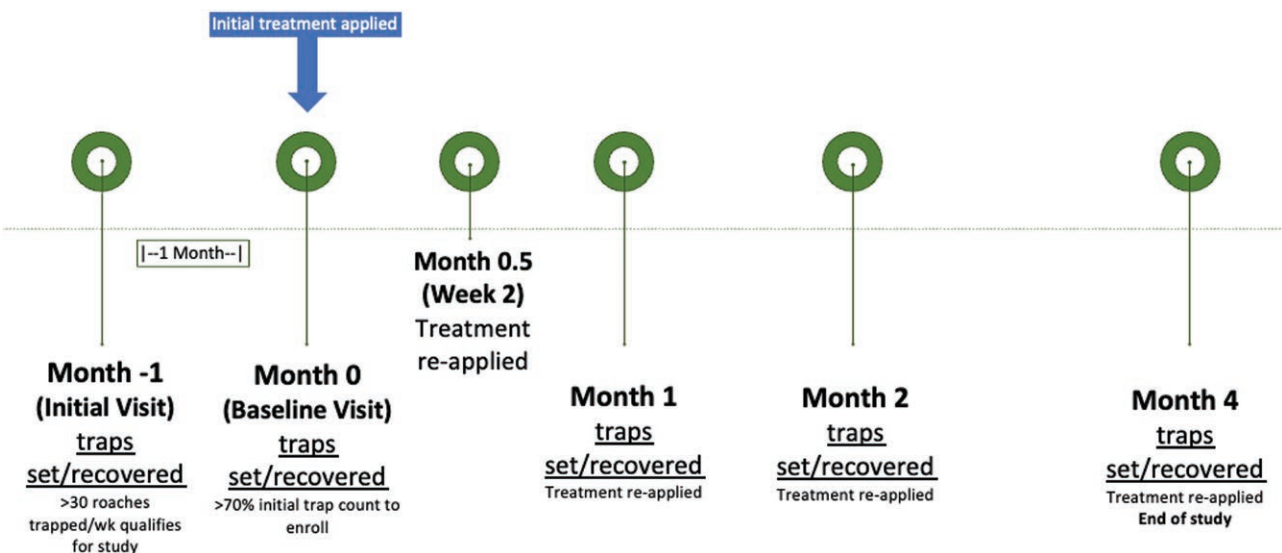 Initial treatment applied
|--1 Month--|
Month -1
(Initial Visit)
traps
set/recovered
>30 roaches
trapped/wk qualifies
for study
Month 0
(Baseline Visit)
traps
set/recovered
>70% initial trap count to
enroll
Month 0.5
(Week 2)
Treatment
re-applied
Month 1
traps
set/recovered
Treatment re-applied
Month 2
traps
set/recovered
Treatment re-applied
Month 4
traps
set/recovered
Treatment re-applied
End of study